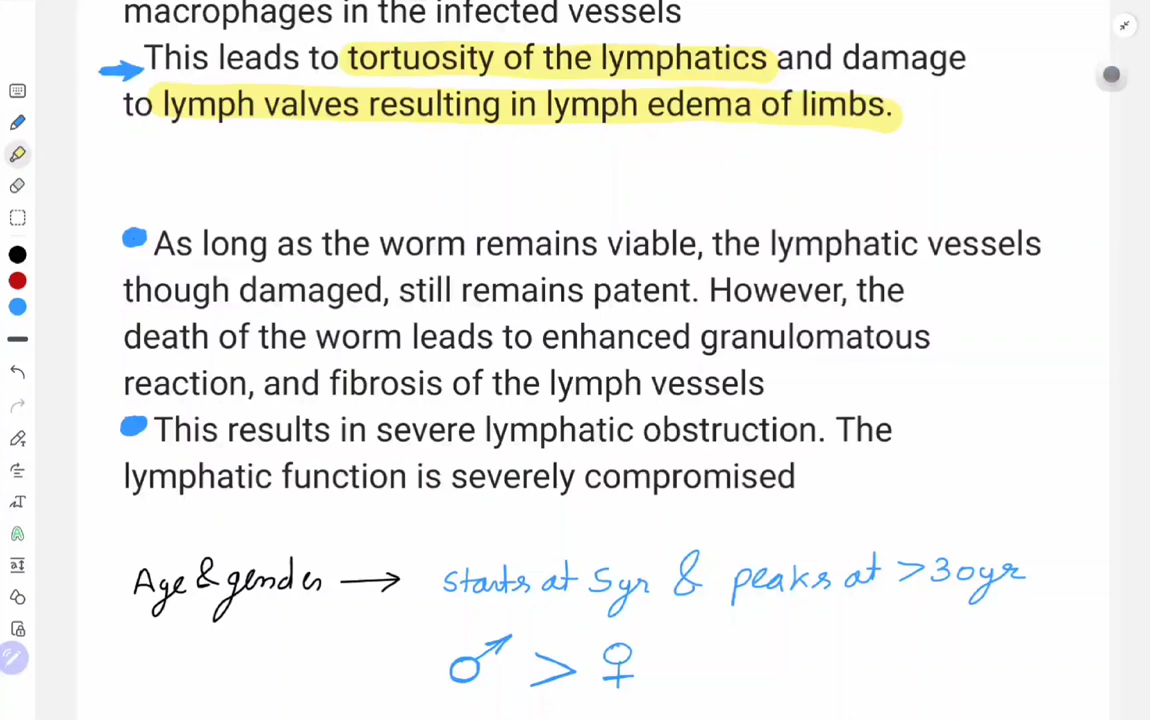 macrophages in the infected vessels
This leads to tortuosity of the lymphatics and damage
to lymph valves resulting in lymph edema of limbs.
As long as the worm remains viable, the lymphatic vessels
though damaged, still remains patent. However, the
death of the worm leads to enhanced granulomatous
reaction, and fibrosis of the lymph vessels
This results in severe lymphatic obstruction. The
lymphatic function is severely compromised
Age & gender → starts at 5yr & peaks at >30yr
♂ > ♀